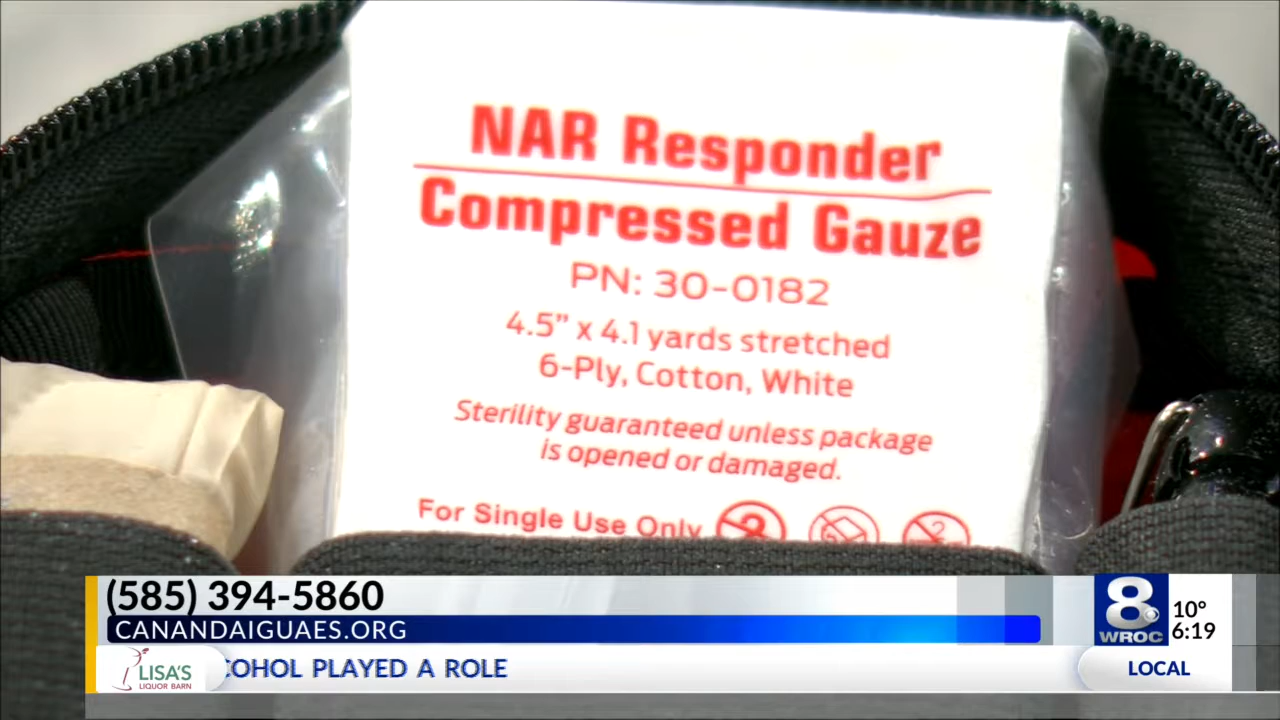 NAR Responder
Compressed Gauze
PN: 30-0182
4.5” x 4.1 yards stretched
6-Ply, Cotton, White
Sterility guaranteed unless package
is opened or damaged.
For Single Use Only
(585) 394-5860
CANANDAIGUAES.ORG
8
WROC
10°
6:19
LISA'S
LIQUOR BARN
COHOL PLAYED A ROLE
LOCAL